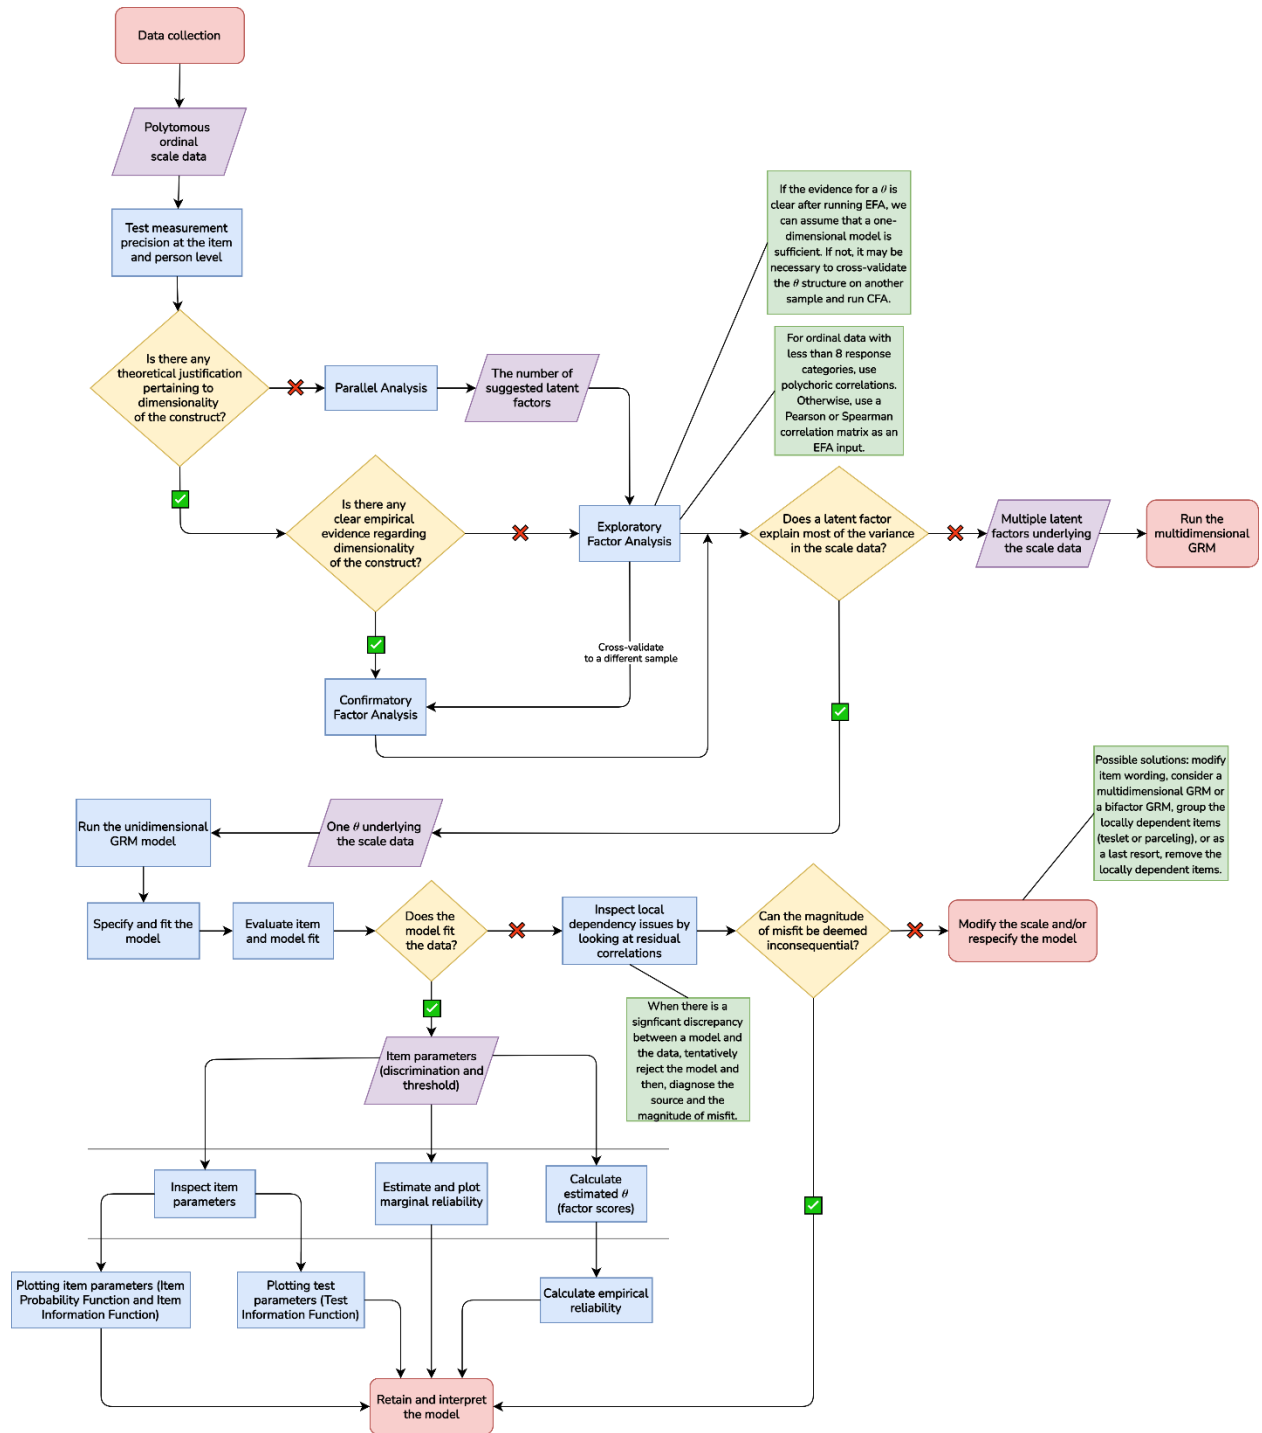 Data collection
Polytomous
ordinal
scale data
Test measurement
precision at the item
and person level
If the evidence for a θ is
clear after running EFA, we
can assume that a one-
dimensional model is
sufficient. If not, it may be
necessary to cross-validate
the θ structure on another
sample and run CFA.
Is there any
theoretical justification
pertaining to
dimensionality
of the construct?
Parallel Analysis
The number of
suggested latent
factors
For ordinal data with
less than 8 response
categories, use
polychoric correlations.
Otherwise, use a
Pearson or Spearman
correlation matrix as an
EFA input.
Is there any
clear empirical
evidence regarding
dimensionality
of the construct?
Exploratory
Factor Analysis
Does a latent factor
explain most of the variance
in the scale data?
Multiple latent
factors underlying
the scale data
Run the
multidimensional
GRM
Cross-validate
to a different sample
Confirmatory
Factor Analysis
Run the unidimensional
GRM model
One θ underlying
the scale data
Possible solutions: modify
item wording, consider a
multidimensional GRM or
a bifactor GRM, group the
locally dependent items
(teslet or parceling), or as
a last resort, remove the
locally dependent items.
Specify and fit the
model
Evaluate item
and model fit
Does the
model fit
the data?
Inspect local
dependency issues by
looking at residual
correlations
Can the magnitude
of misfit be deemed
inconsequential?
Modify the scale and/or
respecify the model
When there is a
signficant discrepancy
between a model and
the data, tentatively
reject the model and
then, diagnose the
source and the
magnitude of misfit.
Item parameters
(discrimination and
threshold)
Inspect item
parameters
Estimate and plot
marginal reliability
Calculate
estimated θ
(factor scores)
Plotting item parameters (Item
Probability Function and Item
Information Function)
Plotting test
parameters (Test
Information Function)
Calculate empirical
reliability
Retain and interpret
the model